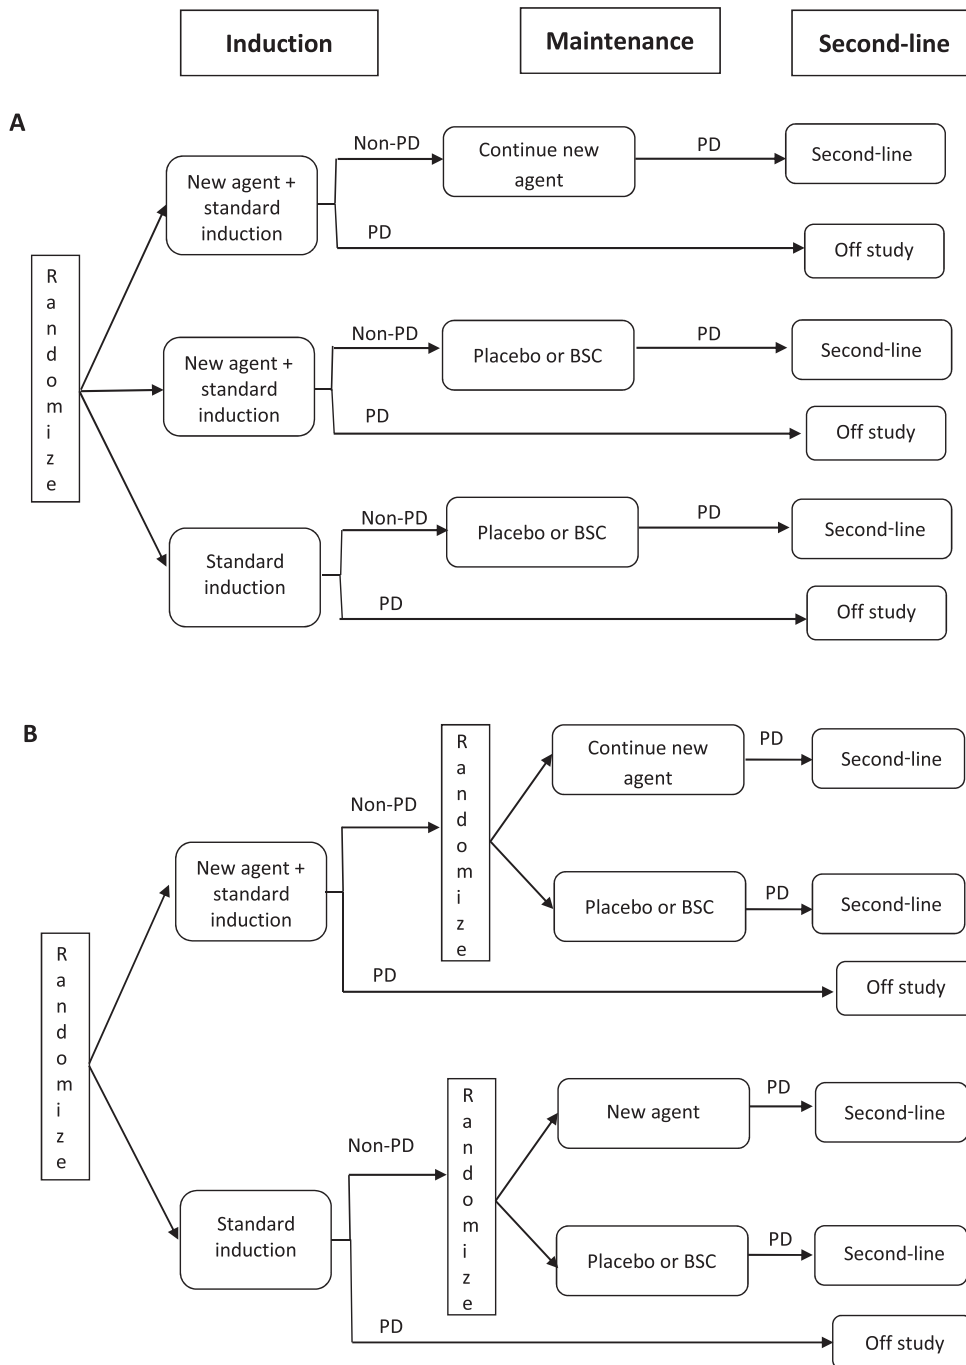 Induction
Maintenance
Second-line
A
Randomize
New agent +
standard
induction
Non-PD
Continue new
agent
PD
Second-line
PD
Off study
New agent +
standard
induction
Non-PD
Placebo or BSC
PD
Second-line
PD
Off study
Standard
induction
Non-PD
Placebo or BSC
PD
Second-line
PD
Off study
B
Randomize
New agent +
standard
induction
Non-PD
Randomize
Continue new
agent
PD
Second-line
Placebo or BSC
PD
Second-line
PD
Off study
Standard
induction
Non-PD
Randomize
New agent
PD
Second-line
Placebo or BSC
PD
Second-line
PD
Off study